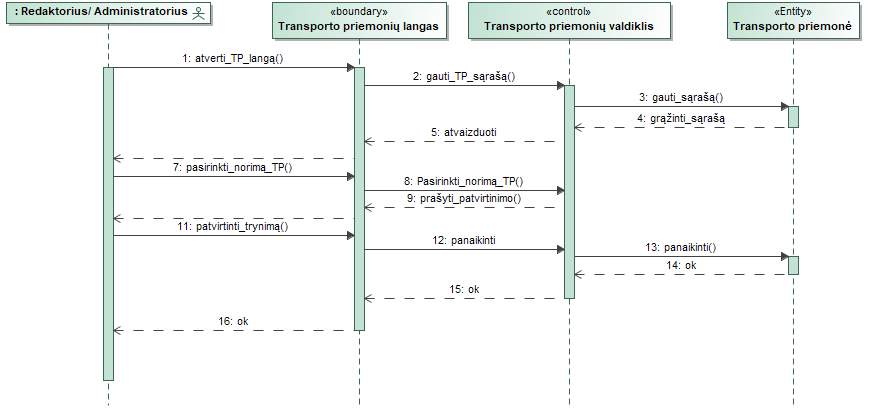 : Redaktorius/ Administratorius
«boundary»
Transporto priemonių langas
«control»
Transporto priemonių valdiklis
«Entity»
Transporto priemonė
1: atverti_TP_langą()
2: gauti_TP_sąrašą()
3: gauti_sąrašą()
4: grąžinti_sąrašą
5: atvaizduoti
7: pasirinkti_norimą_TP()
8: Pasirinkti_norimą_TP()
9: prašyti_patvirtinimo()
11: patvirtinti_trynimą()
12: panaikinti
13: panaikinti()
14: ok
15: ok
16: ok